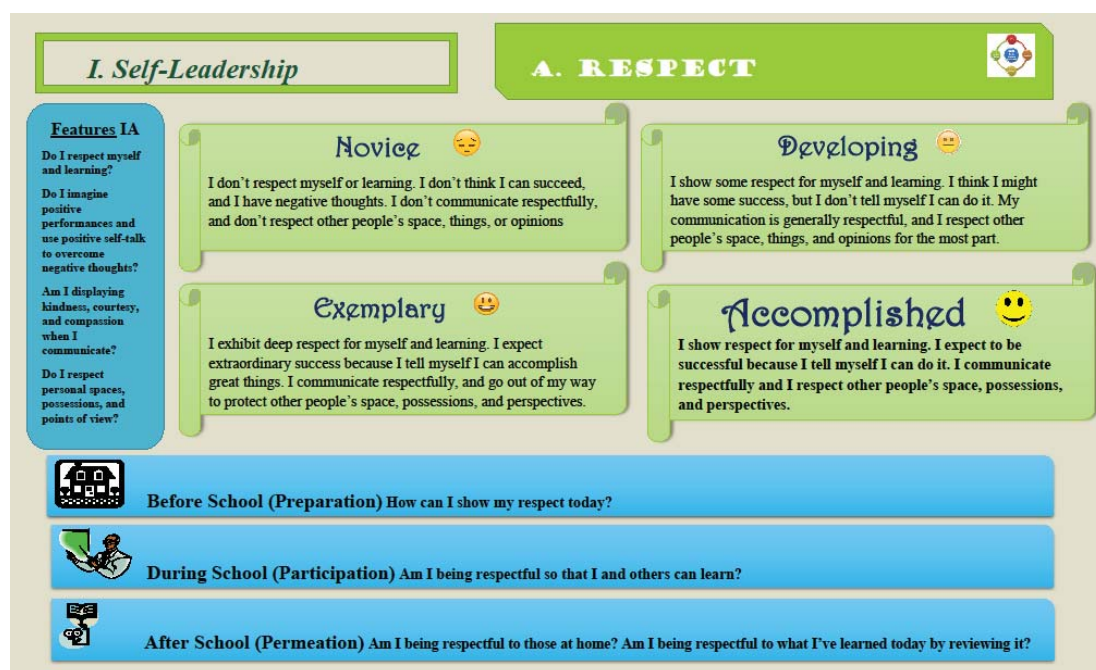 I. Self-Leadership
A. RESPECT
Features IA
Do I respect myself
and learning?
Do I imagine
positive
performances and
use positive self-talk
to overcome
negative thoughts?
Am I displaying
kindness, courtesy,
and compassion
when I
communicate?
Do I respect
personal spaces,
possessions, and
points of view?
Novice
I don't respect myself or learning. I don't think I can succeed,
and I have negative thoughts. I don't communicate respectfully,
and don't respect other people's space, things, or opinions
Developing
I show some respect for myself and learning. I think I might
have some success, but I don't tell myself I can do it. My
communication is generally respectful, and I respect other
people's space, things, and opinions for the most part.
Exemplary
I exhibit deep respect for myself and learning. I expect
extraordinary success because I tell myself I can accomplish
great things. I communicate respectfully, and go out of my way
to protect other people's space, possessions, and perspectives.
Accomplished
I show respect for myself and learning. I expect to be
successful because I tell myself I can do it. I communicate
respectfully and I respect other people's space, possessions,
and perspectives.
Before School (Preparation) How can I show my respect today?
During School (Participation) Am I being respectful so that I and others can learn?
After School (Permeation) Am I being respectful to those at home? Am I being respectful to what I've learned today by reviewing it?